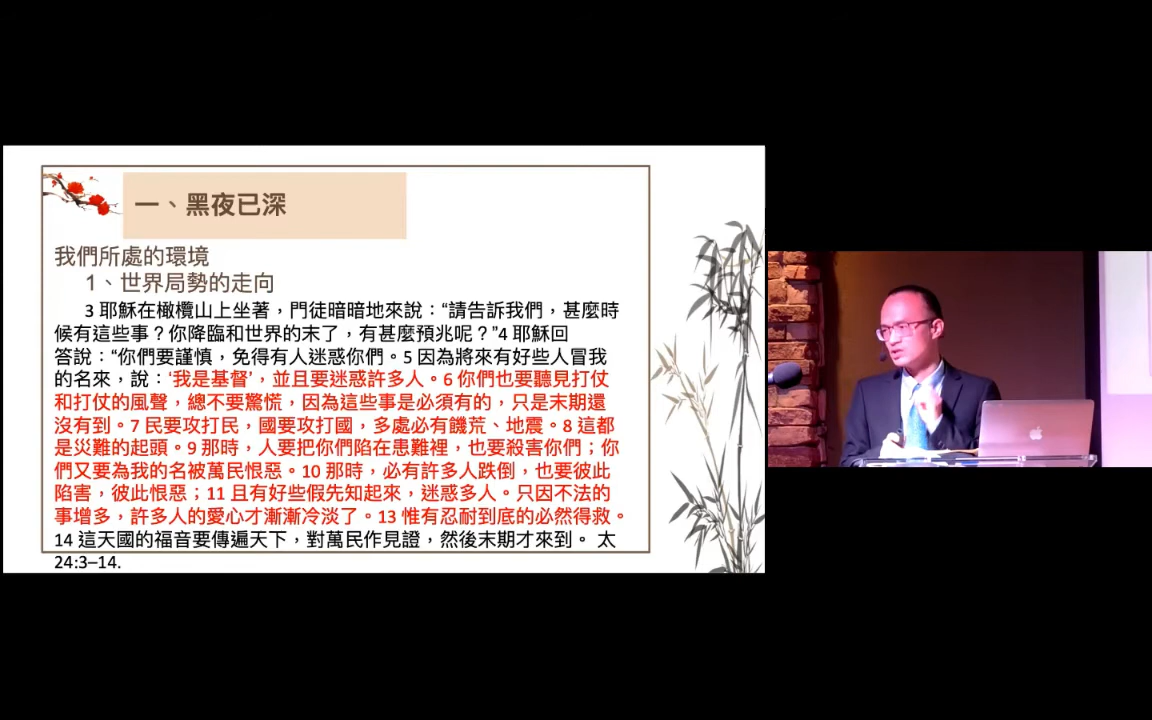 一、黑夜已深
我們所處的環境
1、世界局勢的走向
3 耶穌在橄欖山上坐著，門徒暗暗地來說：“請告訴我們，甚麼時
候有這些事？你降臨和世界的末了，有甚麼預兆呢？”4 耶穌回
答說：“你們要謹慎，免得有人迷惑你們。5 因為將來有好些人冒我
的名來，說：‘我是基督’，並且要迷惑許多人。6 你們也要聽見打仗
和打仗的風聲，總不要驚慌，因為這些事是必須有的，只是末期還
沒有到。7 民要攻打民，國要攻打國，多處必有饑荒、地震。8 這都
是災難的起頭。9 那時，人要把你們陷在患難裡，也要殺害你們；你
們又要為我的名被萬民恨惡。10 那時，必有許多人跌倒，也要彼此
陷害，彼此恨惡；11 且有好些假先知起來，迷惑多人。只因不法的
事增多，許多人的愛心才漸漸冷淡了。13 惟有忍耐到底的必然得救。
14 這天國的福音要傳遍天下，對萬民作見證，然後末期才來到。 太
24:3–14.